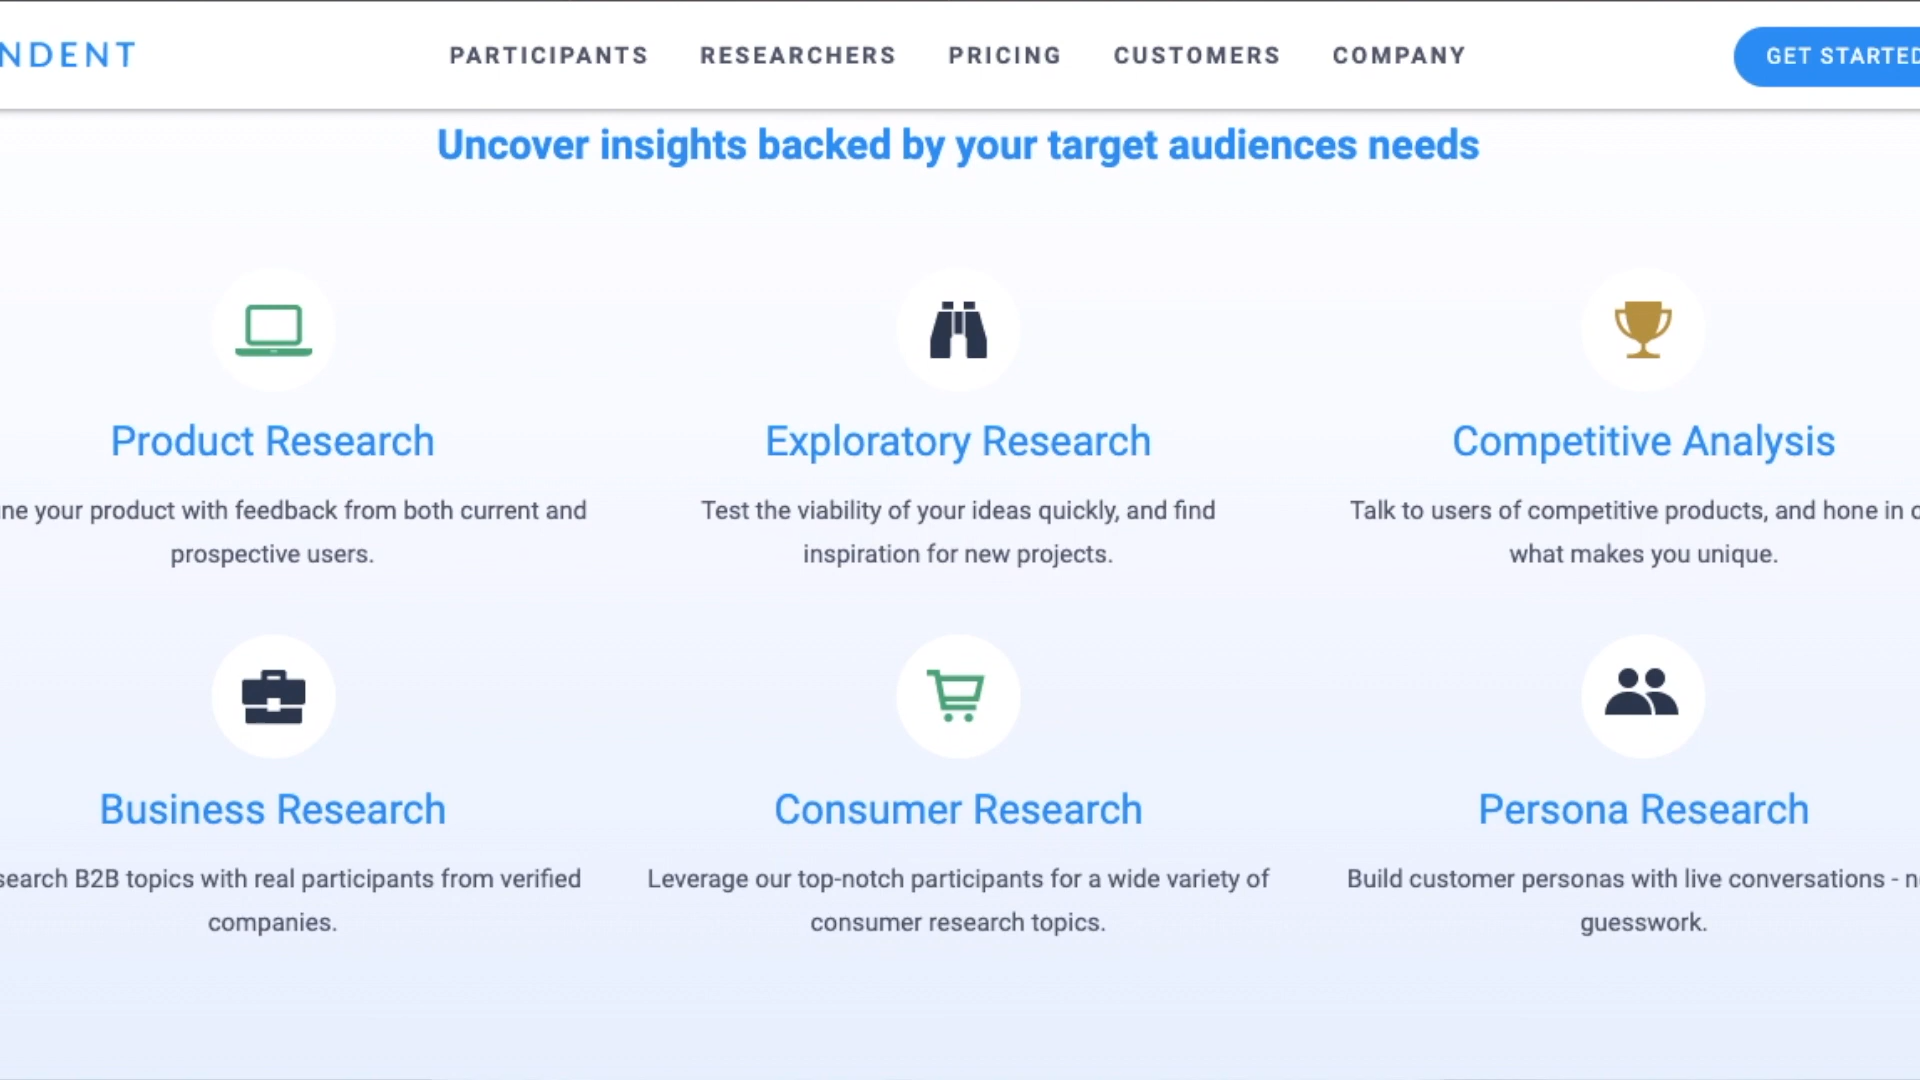 NDENT
PARTICIPANTS RESEARCHERS PRICING CUSTOMERS COMPANY
GET STARTED
Uncover insights backed by your target audiences needs
Product Research
your product with feedback from both current and
prospective users.
Exploratory Research
Test the viability of your ideas quickly, and find
inspiration for new projects.
Competitive Analysis
Talk to users of competitive products, and hone in
what makes you unique.
Business Research
B2B topics with real participants from verified
companies.
Consumer Research
Leverage our top-notch participants for a wide variety of
consumer research topics.
Persona Research
Build customer personas with live conversations -
guesswork.